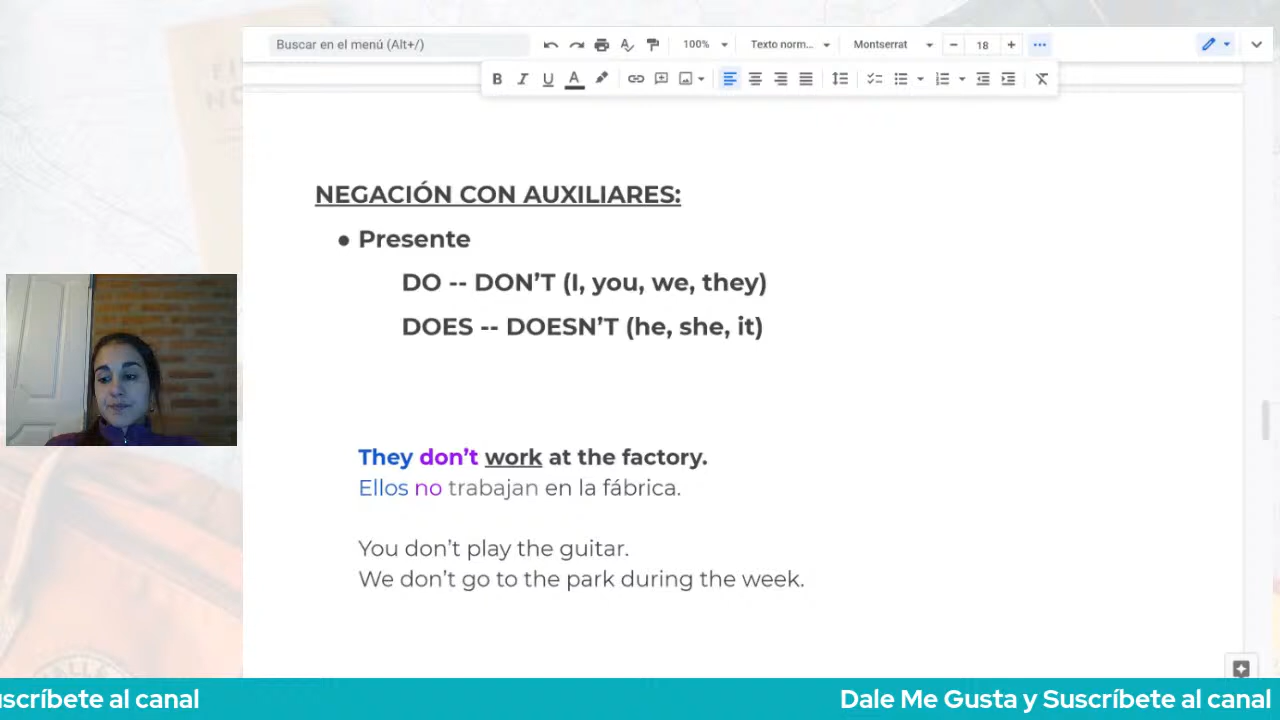 Buscar en el menú (Alt+/)
100%
Texto norm...
Montserrat
18
B I U A
NEGACIÓN CON AUXILIARES:
● Presente
DO -- DON'T (I, you, we, they)
DOES -- DOESN'T (he, she, it)
They don't work at the factory.
Ellos no trabajan en la fábrica.
You don't play the guitar.
We don't go to the park during the week.
uscríbete al canal
Dale Me Gusta y Suscríbete al canal